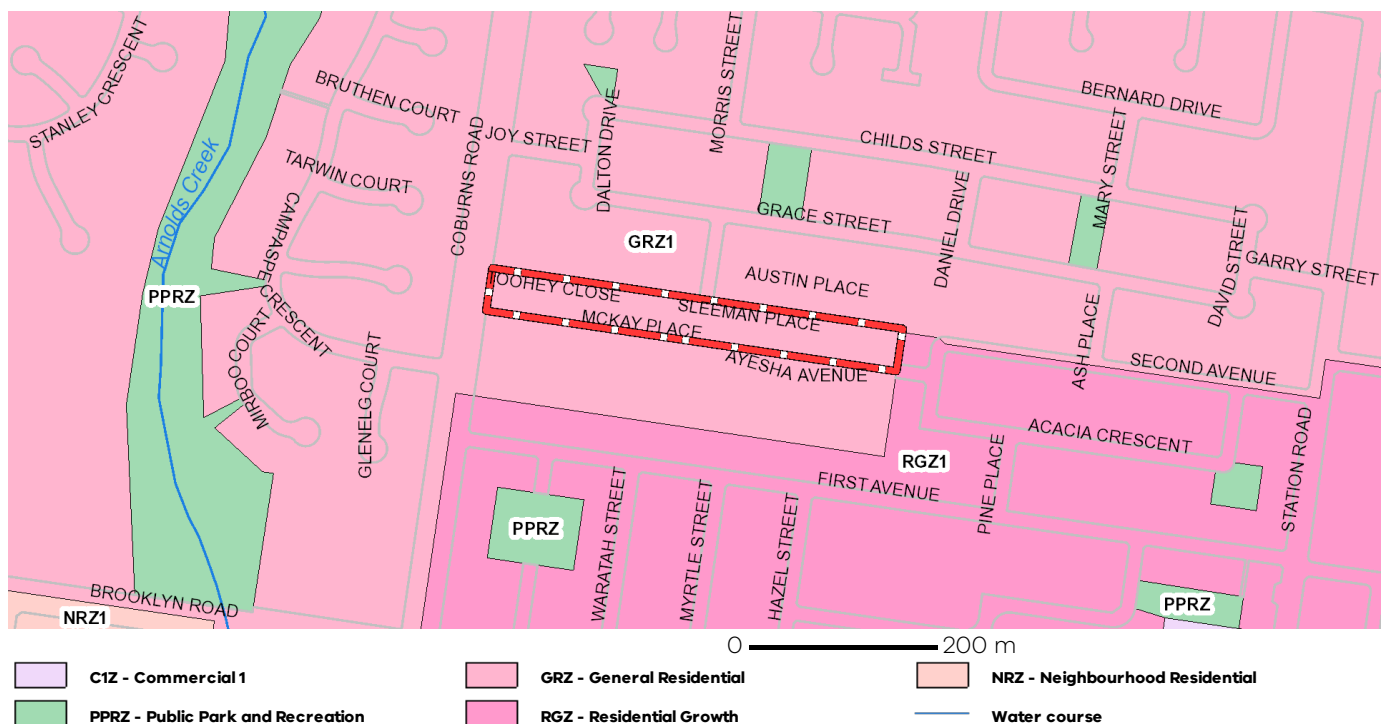 STANLEY CRESCENT
Arnolds Creek
BRUTHEN COURT
TARWIN COURT
CAMPASPE CRESCENT
MIRBOO COURT
GLENELG COURT
COBURNS ROAD
JOY STREET
DALTON DRIVE
MORRIS STREET
BERNARD DRIVE
CHILDS STREET
MARY STREET
GRACE STREET
DANIEL DRIVE
DAVID STREET
GARRY STREET
GRZ1
AUSTIN PLACE
OOHEY CLOSE
SLEEMAN PLACE
MCKAY PLACE
AYESHA AVENUE
ASH PLACE
SECOND AVENUE
PPRZ
ACACIA CRESCENT
RGZ1
PINE PLACE
STATION ROAD
FIRST AVENUE
PPRZ
WARATAH STREET
MYRTLE STREET
HAZEL STREET
BROOKLYN ROAD
NRZ1
PPRZ
0 200 m
C1Z - Commercial 1
GRZ - General Residential
NRZ - Neighbourhood Residential
PPRZ - Public Park and Recreation
RGZ - Residential Growth
Water course